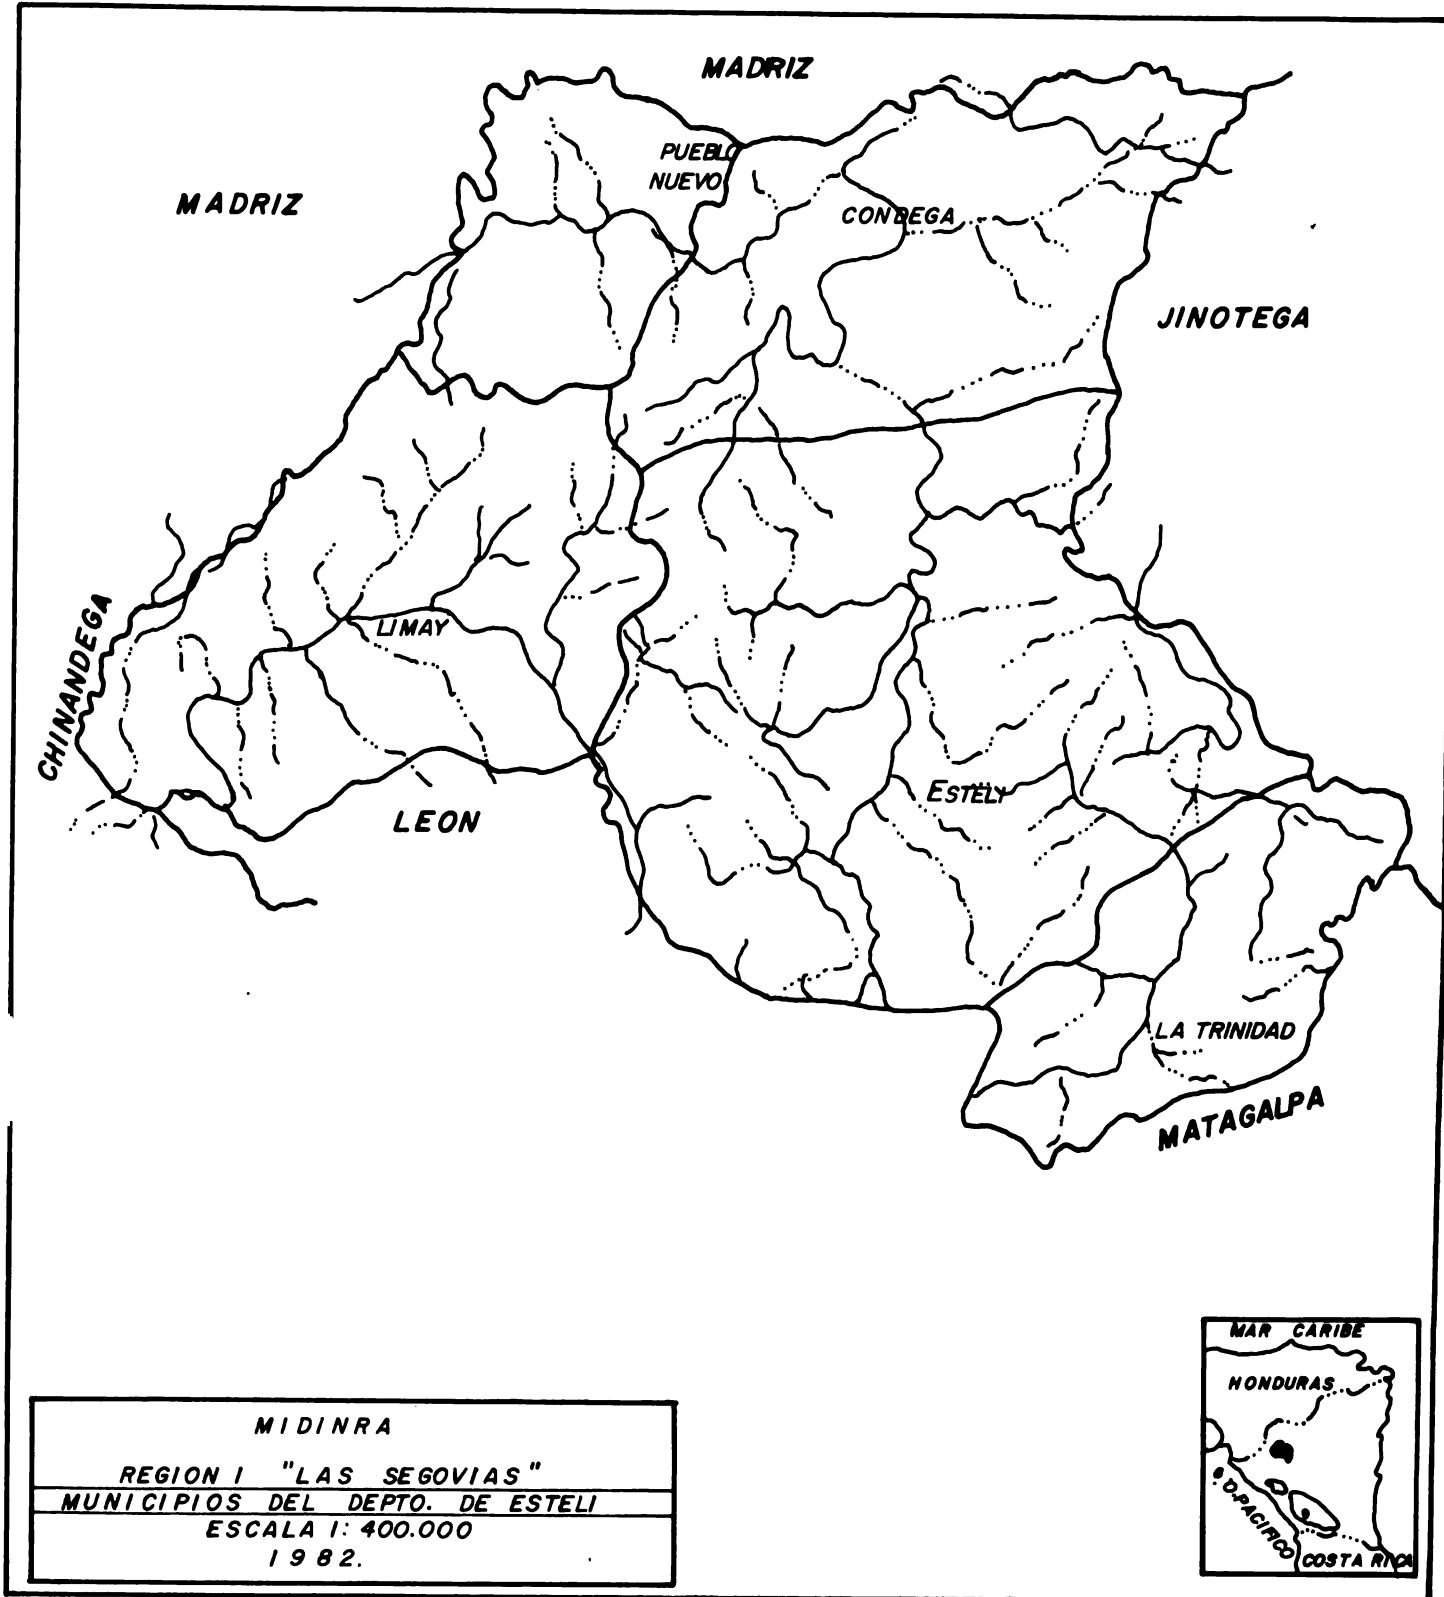 MADRIZ
MADRIZ
PUEBLO
NUEVO
CONDEGA
JINOTEGA
CHINANDEGA
LIMAY
ESTELY
LEON
LA TRINIDAD
MATAGALPA
MIDINRA
REGION I "LAS SEGOVIAS"
MUNICIPIOS DEL DEPTO. DE ESTELI
ESCALA 1: 400.000
1982.
MAR CARIBE
HONDURAS
O.PACIFICO
COSTA RICA